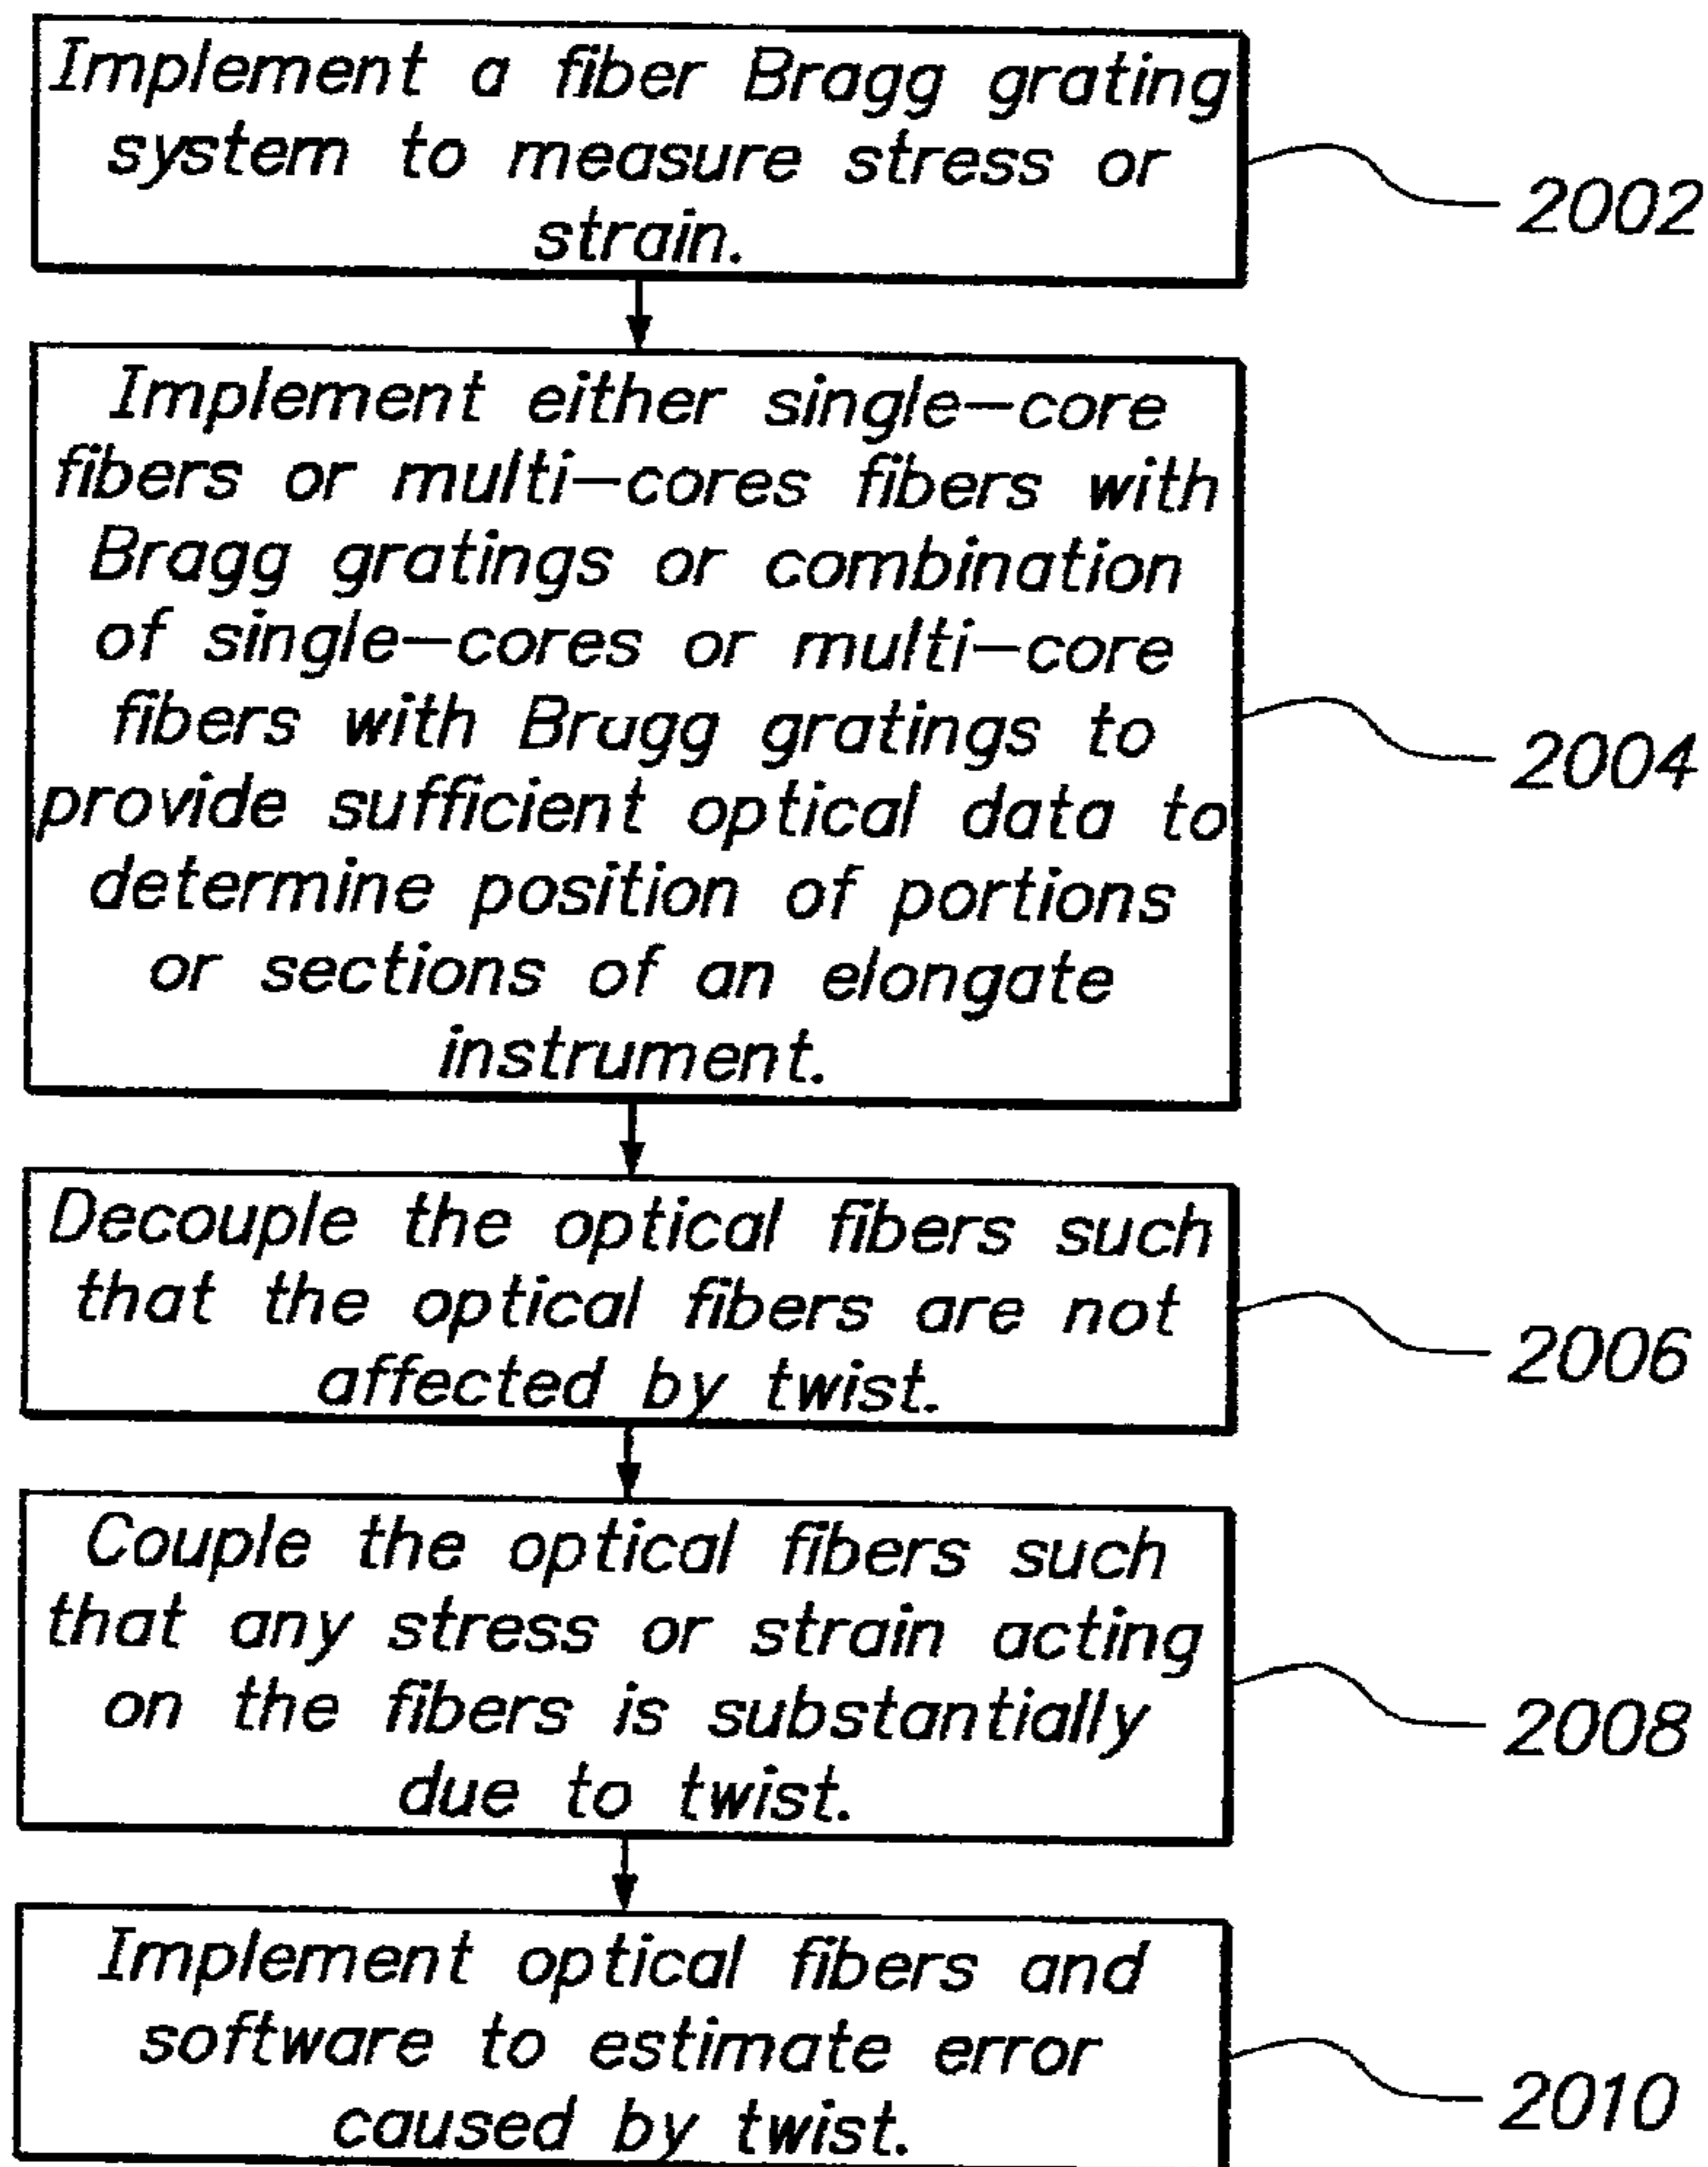 Implement a fiber Bragg grating
system to measure stress or
strain.
2002
Implement either single-core
fibers or multi-cores fibers with
Bragg gratings or combination
of single-cores or multi-core
fibers with Bragg gratings to
provide sufficient optical data to
determine position of portions
or sections of an elongate
instrument.
2004
Decouple the optical fibers such
that the optical fibers are not
affected by twist.
2006
Couple the optical fibers such
that any stress or strain acting
on the fibers is substantially
due to twist.
2008
Implement optical fibers and
software to estimate error
caused by twist.
2010